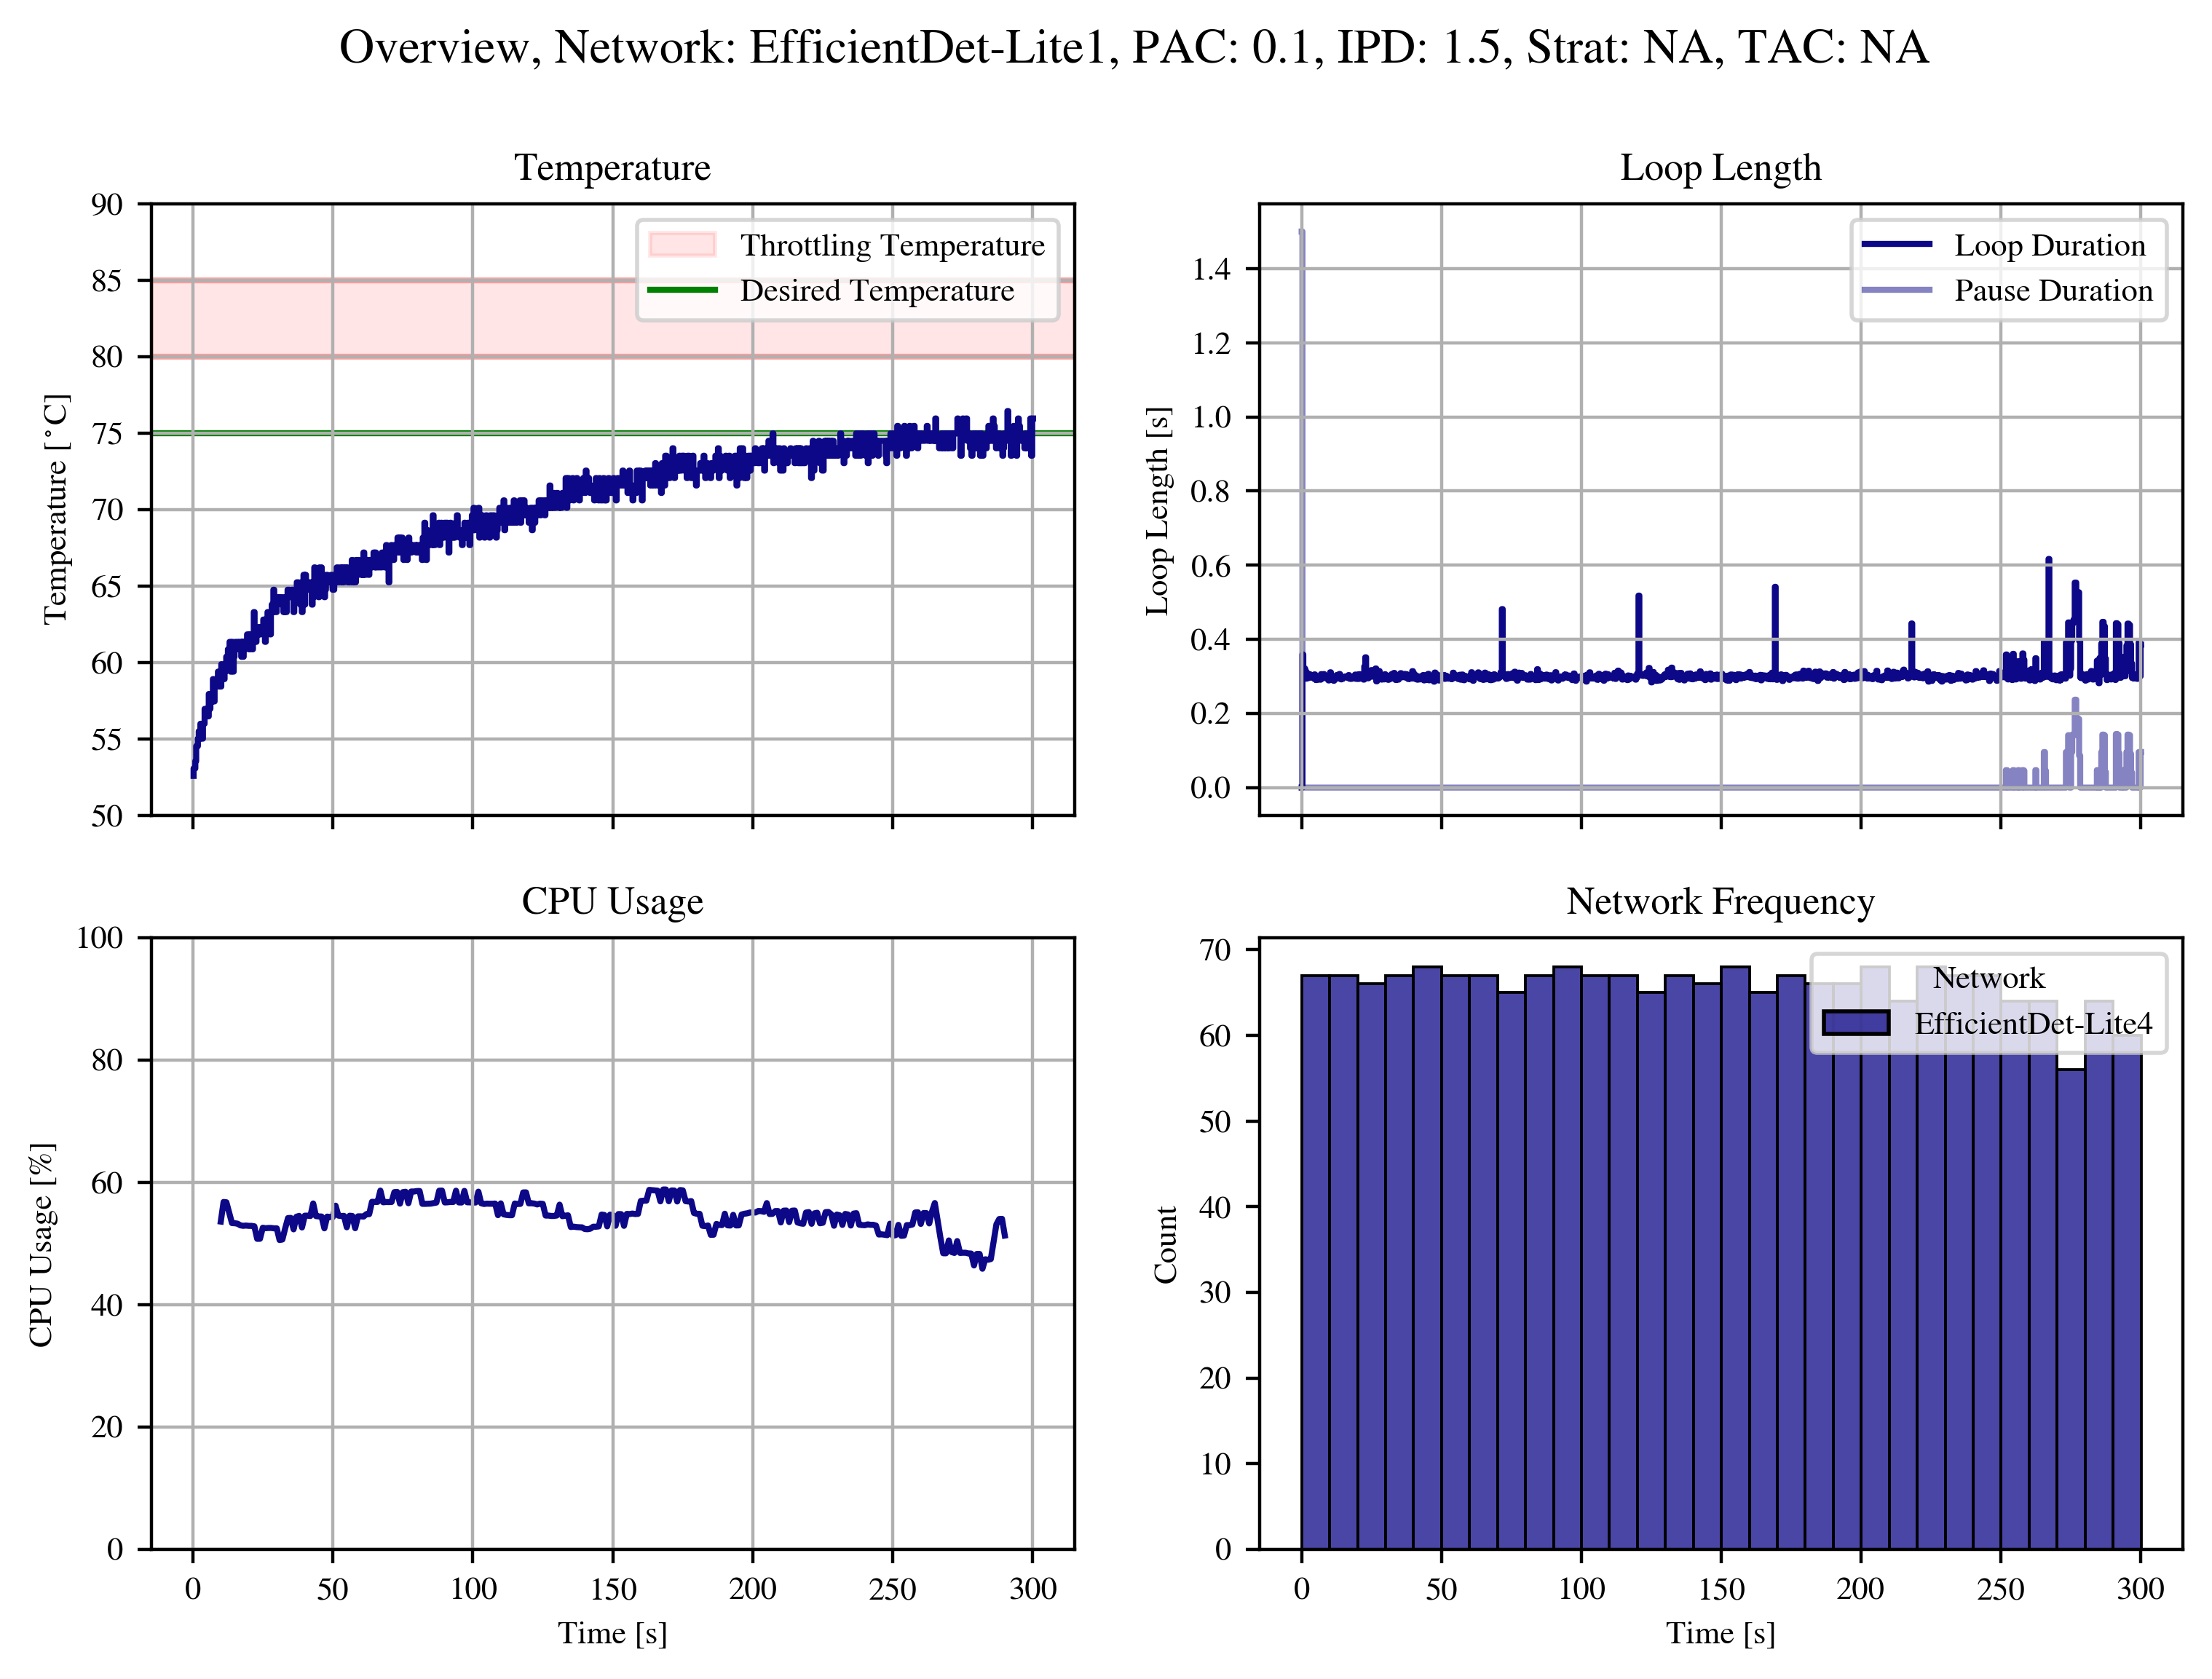 Overview, Network: EfficientDet-Lite1, PAC: 0.1, IPD: 1.5, Strat: NA, TAC: NA
Temperature
90
85
80
75
70
65
60
55
50
Temperature [°C]
Throttling Temperature
Desired Temperature
Loop Length
1.4
1.2
1.0
0.8
0.6
0.4
0.2
0.0
Loop Length [s]
Loop Duration
Pause Duration
CPU Usage
100
80
60
40
20
0
CPU Usage [%]
0 50 100 150 200 250 300
Time [s]
Network Frequency
70
60
50
40
30
20
10
0
Count
Network
EfficientDet-Lite4
0 50 100 150 200 250 300
Time [s]